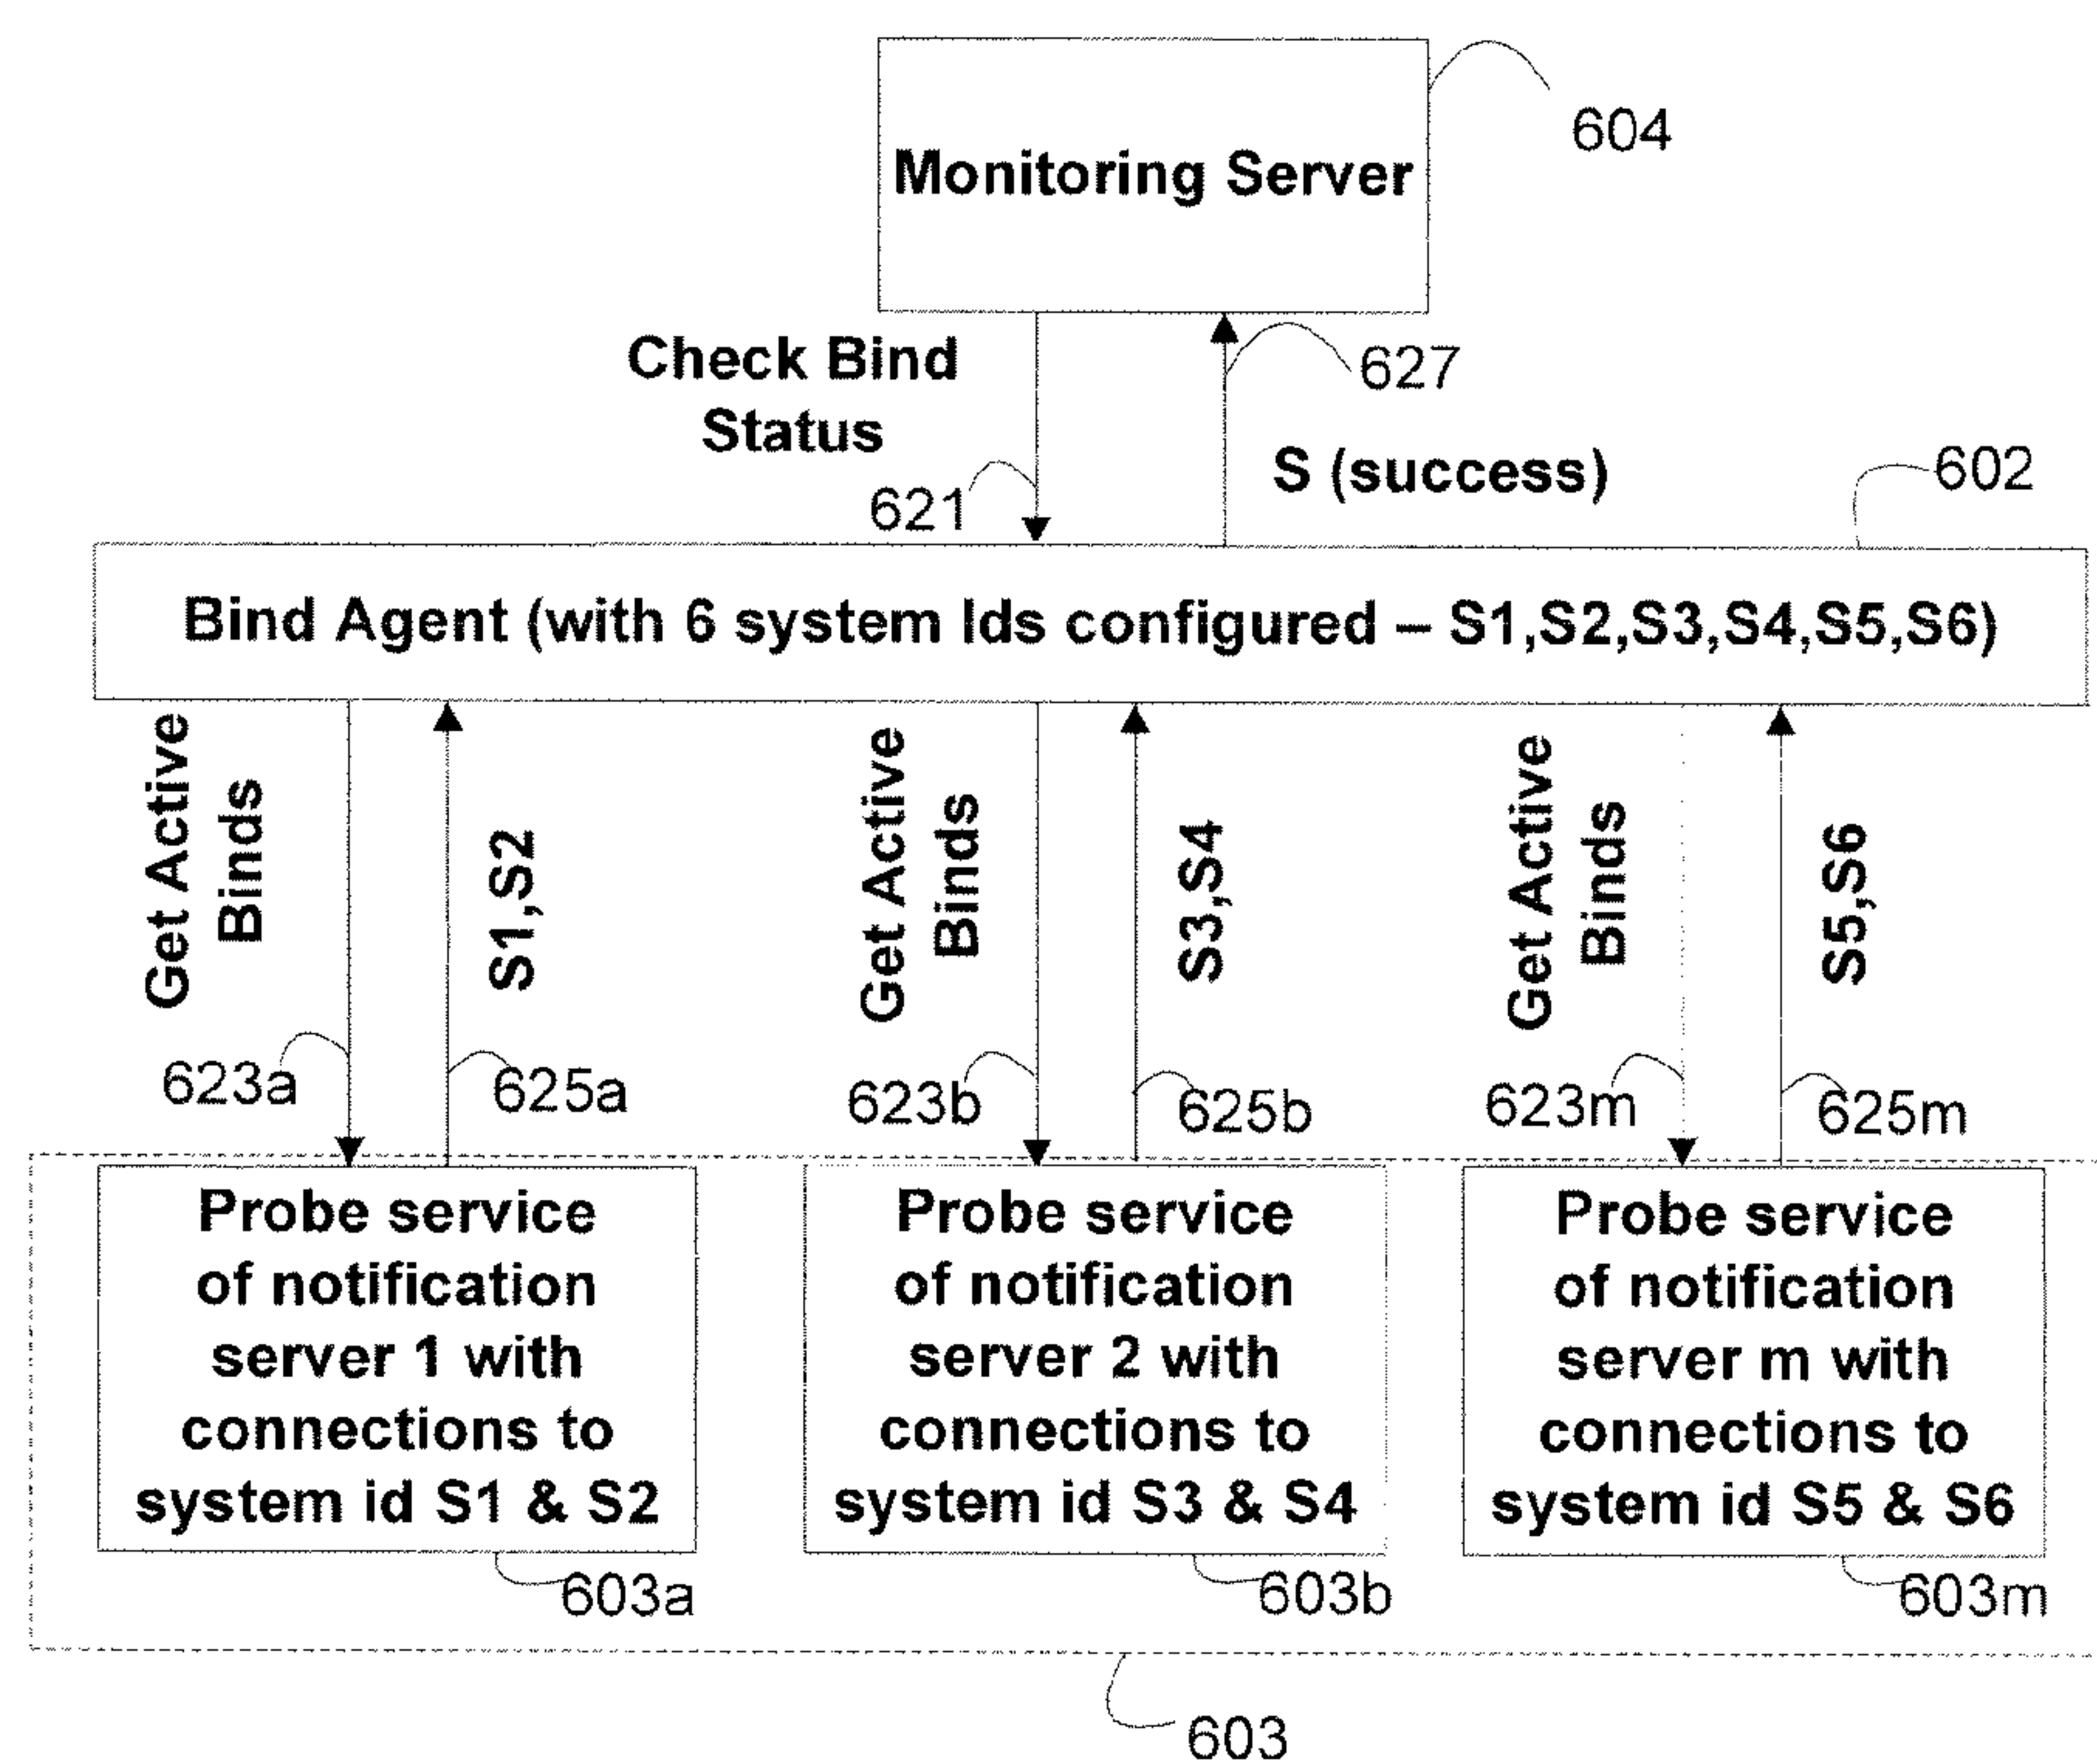 Monitoring Server
604
Check Bind
Status
621
627
S (success)
602
Bind Agent (with 6 system Ids configured – S1,S2,S3,S4,S5,S6)
Get Active
Binds
S1,S2
623a
625a
Get Active
Binds
S3,S4
623b
625b
Get Active
Binds
S5,S6
623m
625m
Probe service
of notification
server 1 with
connections to
system id S1 & S2
603a
Probe service
of notification
server 2 with
connections to
system id S3 & S4
603b
Probe service
of notification
server m with
connections to
system id S5 & S6
603m
603